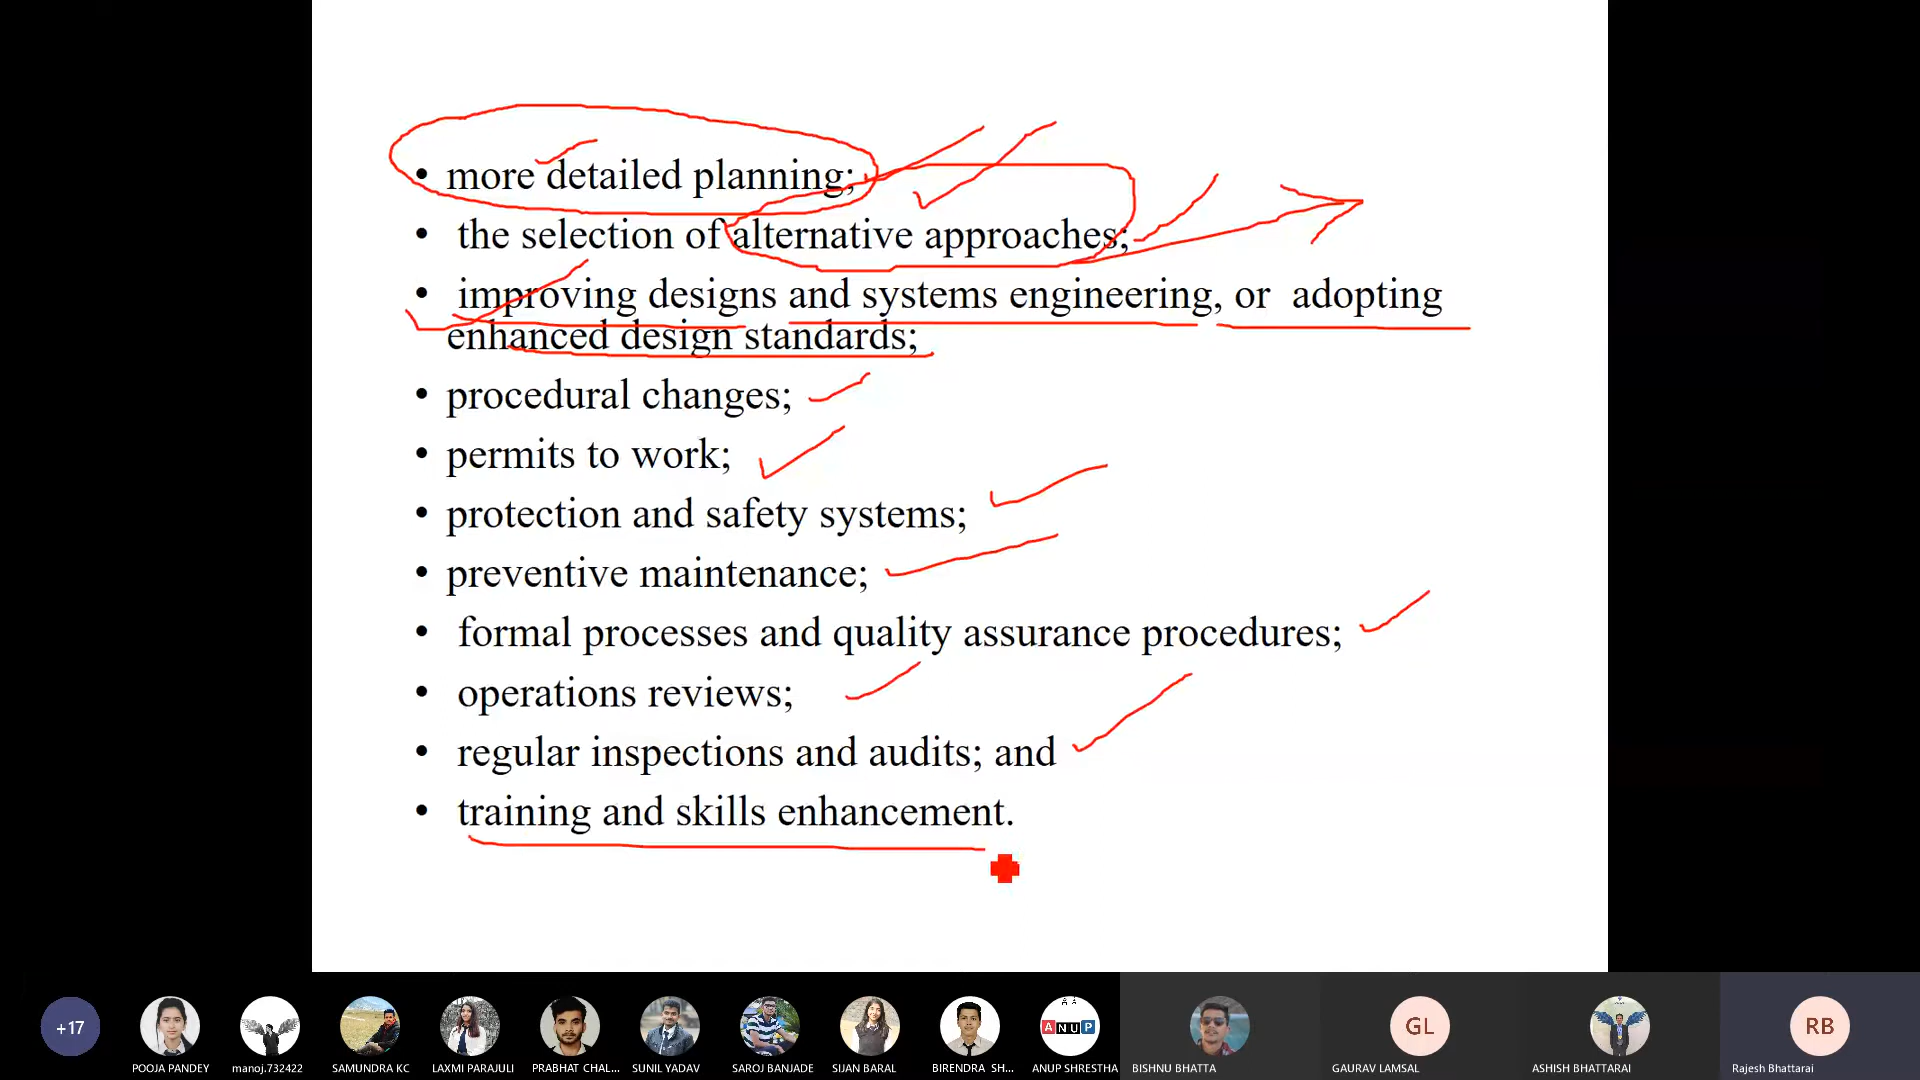 • more detailed planning;
• the selection of alternative approaches;
• improving designs and systems engineering, or adopting
enhanced design standards;
• procedural changes;
• permits to work;
• protection and safety systems;
• preventive maintenance;
• formal processes and quality assurance procedures;
• operations reviews;
• regular inspections and audits; and
• training and skills enhancement.
+17
ANUP
GL
RB
POOJA PANDEY
manoj.732422
SAMUNDRA KC
LAXMI PARAJULI
PRABHAT CHAL...
SUNIL YADAV
SAROJ BANJADE
SIJAN BARAL
BIRENDRA SH...
ANUP SHRESTHA
BISHNU BHATTA
GAURAV LAMSAL
ASHISH BHATTARAI
Rajesh Bhattarai